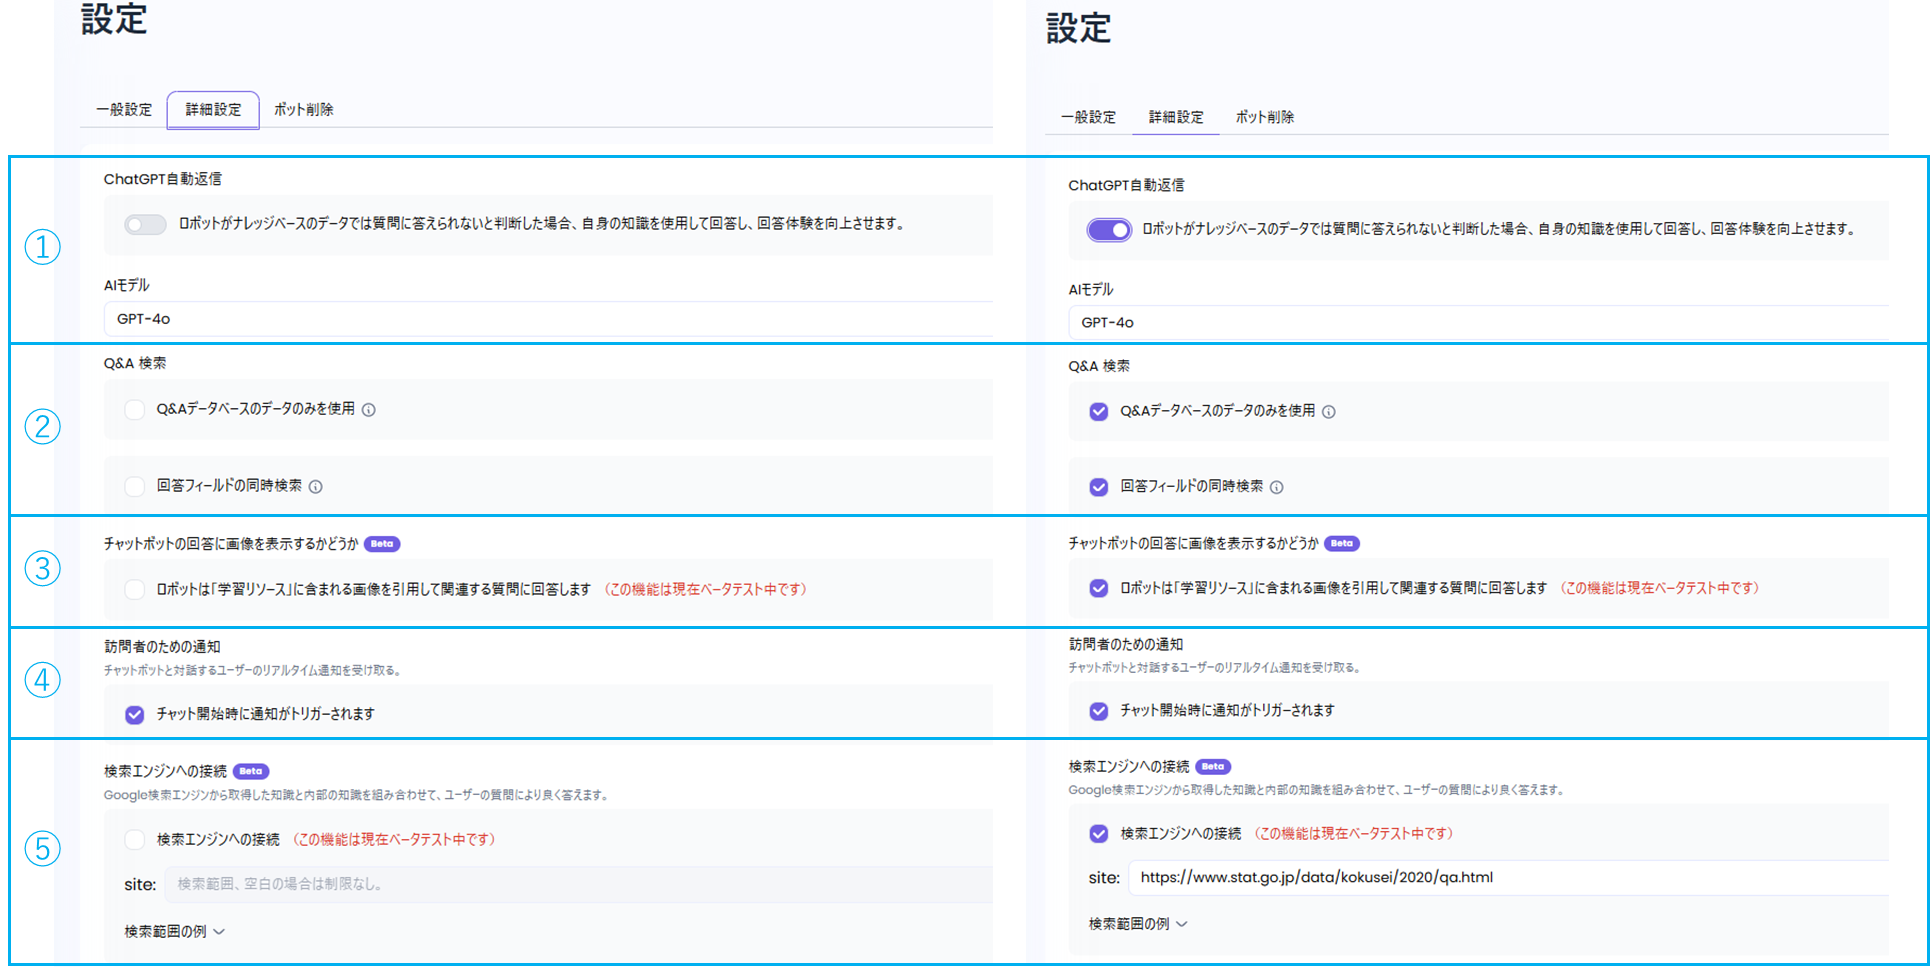 設定
一般設定 詳細設定 ボット削除
①
ChatGPT自動返信
ロボットがナレッジベースのデータでは質問に答えられないと判断した場合、自身の知識を使用して回答し、回答体験を向上させます。
AIモデル
GPT-4o
②
Q&A 検索
Q&Aデータベースのデータのみを使用
回答フィールドの同時検索
③
チャットボットの回答に画像を表示するかどうか Beta
ロボットは「学習リソース」に含まれる画像を引用して関連する質問に回答します （この機能は現在ベータテスト中です）
④
訪問者のための通知
チャットボットと対話するユーザーのリアルタイム通知を受け取る。
チャット開始時に通知がトリガーされます
⑤
検索エンジンへの接続 Beta
Google検索エンジンから取得した知識と内部の知識を組み合わせて、ユーザーの質問により良く答えます。
検索エンジンへの接続 （この機能は現在ベータテスト中です）
site: 検索範囲、空白の場合は制限なし。
検索範囲の例
設定
一般設定 詳細設定 ボット削除
ChatGPT自動返信
ロボットがナレッジベースのデータでは質問に答えられないと判断した場合、自身の知識を使用して回答し、回答体験を向上させます。
AIモデル
GPT-4o
Q&A 検索
Q&Aデータベースのデータのみを使用
回答フィールドの同時検索
チャットボットの回答に画像を表示するかどうか Beta
ロボットは「学習リソース」に含まれる画像を引用して関連する質問に回答します （この機能は現在ベータテスト中です）
訪問者のための通知
チャットボットと対話するユーザーのリアルタイム通知を受け取る。
チャット開始時に通知がトリガーされます
検索エンジンへの接続 Beta
Google検索エンジンから取得した知識と内部の知識を組み合わせて、ユーザーの質問により良く答えます。
検索エンジンへの接続 （この機能は現在ベータテスト中です）
site: https://www.stat.go.jp/data/kokusei/2020/qa.html
検索範囲の例